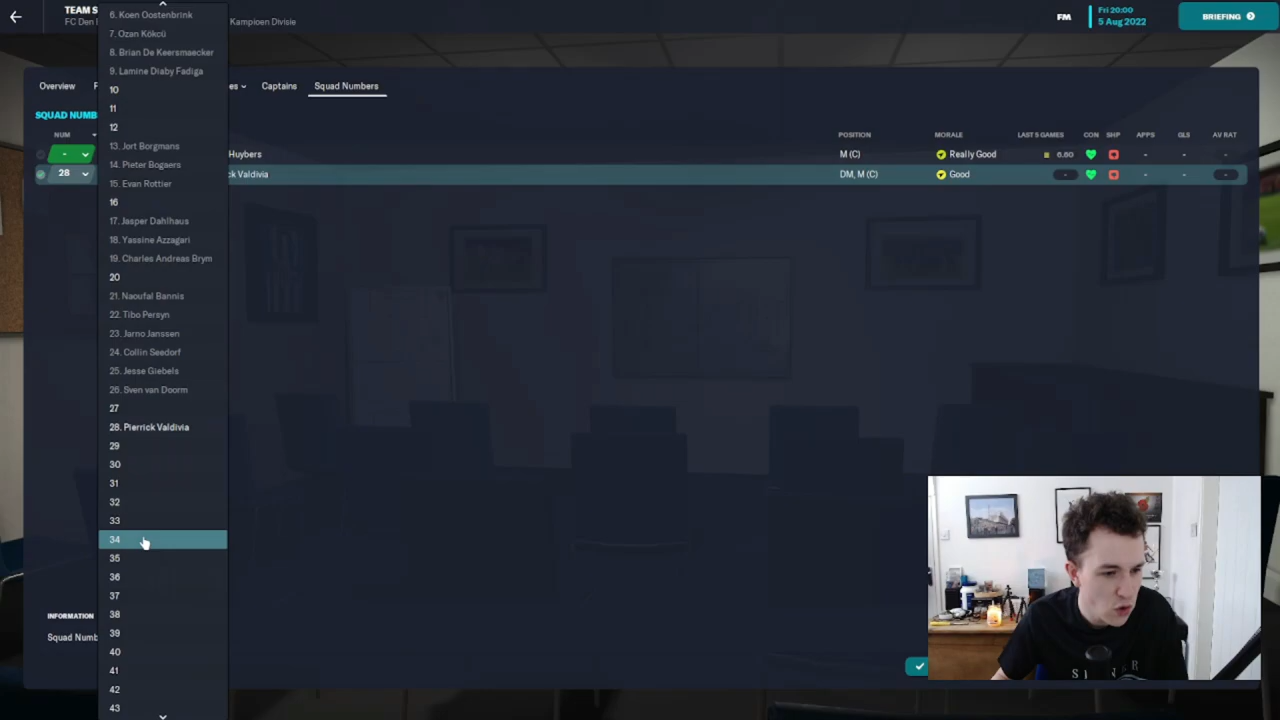 TEAM S
FC Den
Kampioen Divisie
FM
Fri 20:00
5 Aug 2022
BRIEFING
Overview
P
es
Captains
Squad Numbers
SQUAD NUMB
NUM
POSITION
MORALE
LAST 5 GAMES
CON
SHP
APPS
GLS
AV RAT
-
Huybers
M (C)
Really Good
6.80
-
-
-
28
ck Valdivia
DM, M (C)
Good
-
-
-
-
6. Koen Oostenbrink
7. Ozan Kökcü
8. Brian De Keersmaecker
9. Lamine Diaby Fadiga
10
11
12
13. Jort Borgmans
14. Pieter Bogaers
15. Evan Rottier
16
17. Jasper Dahlhaus
18. Yassine Azzagari
19. Charles Andreas Brym
20
21. Naoufal Bannis
22. Tibo Persyn
23. Jarno Janssen
24. Collin Seedorf
25. Jesse Giebels
26. Sven van Doorm
27
28. Pierrick Valdivia
29
30
31
32
33
34
35
36
37
38
39
40
41
42
43
INFORMATION
Squad Numb